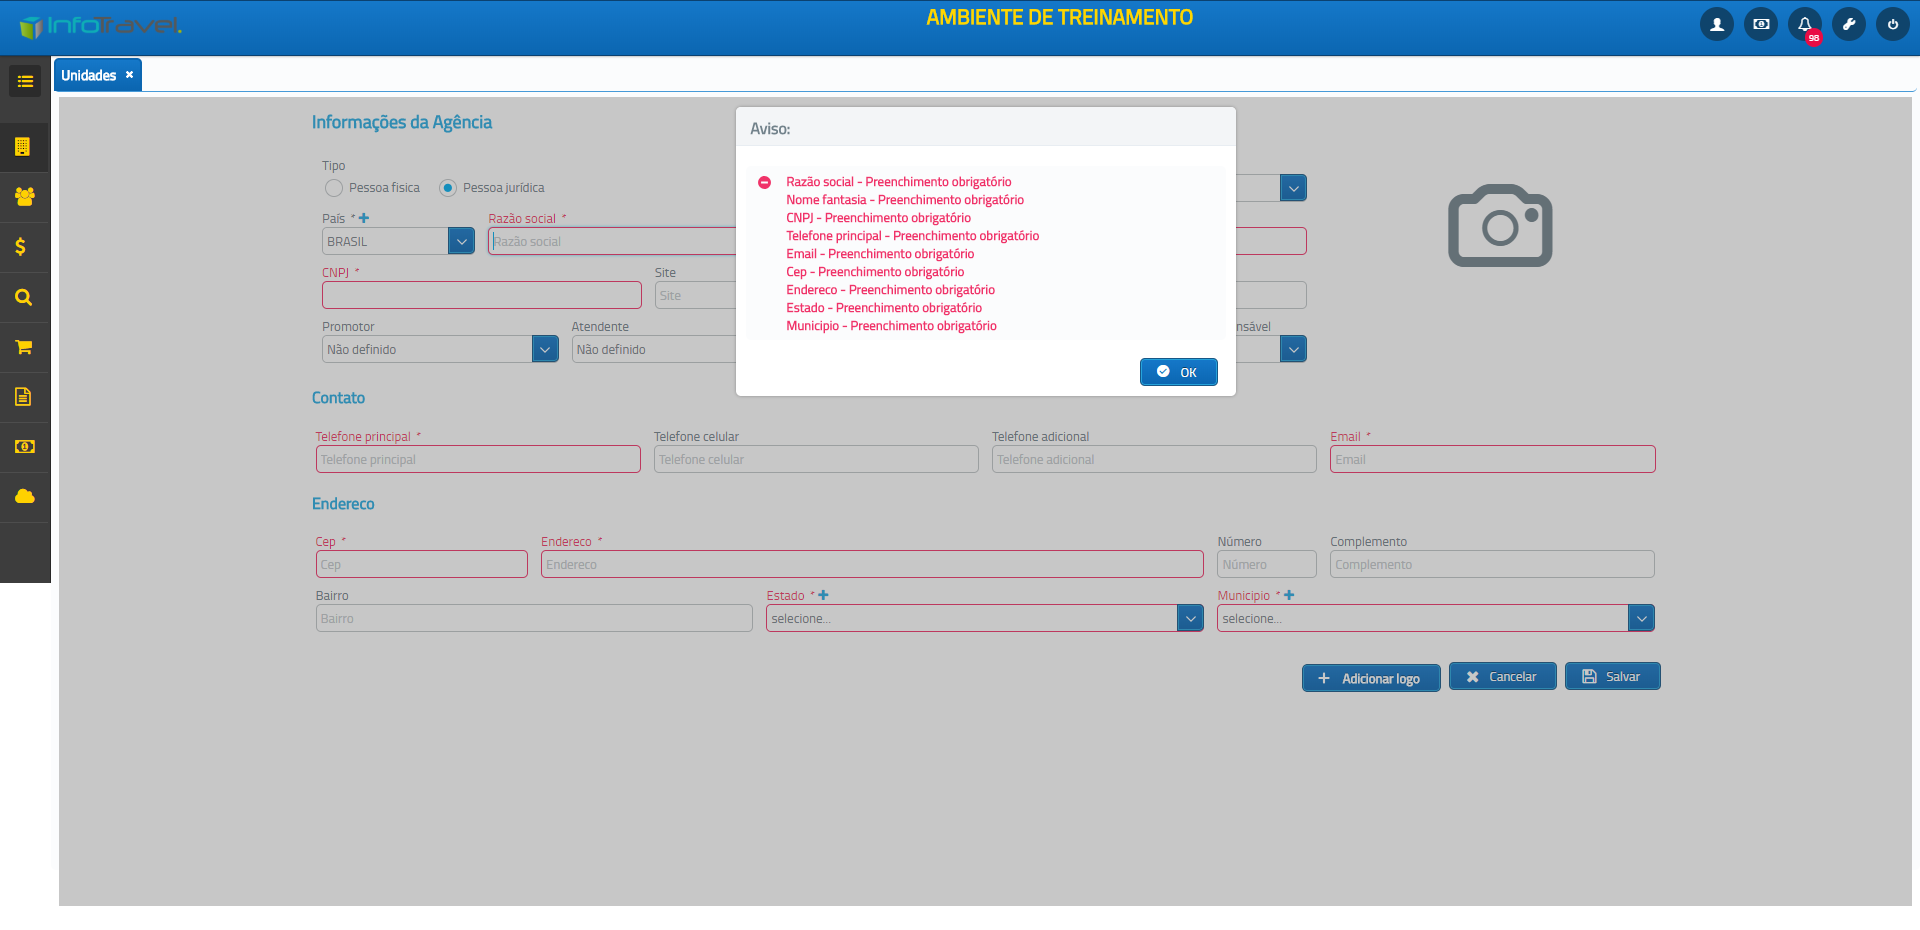 InfoTravel.
AMBIENTE DE TREINAMENTO
98
Unidades
Informações da Agência
Aviso:
Razão social - Preenchimento obrigatório
Nome fantasia - Preenchimento obrigatório
CNPJ - Preenchimento obrigatório
Telefone principal - Preenchimento obrigatório
Email - Preenchimento obrigatório
Cep - Preenchimento obrigatório
Endereco - Preenchimento obrigatório
Estado - Preenchimento obrigatório
Municipio - Preenchimento obrigatório
OK
Tipo
Pessoa fisica Pessoa jurídica
País * Razão social *
BRASIL Razão social
CNPJ * Site
Site
Promotor Atendente nsável
Não definido Não definido
Contato
Telefone principal * Telefone celular Telefone adicional Email *
Telefone principal Telefone celular Telefone adicional Email
Endereco
Cep * Endereco * Número Complemento
Cep Endereco Número Complemento
Bairro Estado * Municipio *
Bairro selecione... selecione...
Adicionar logo Cancelar Salvar